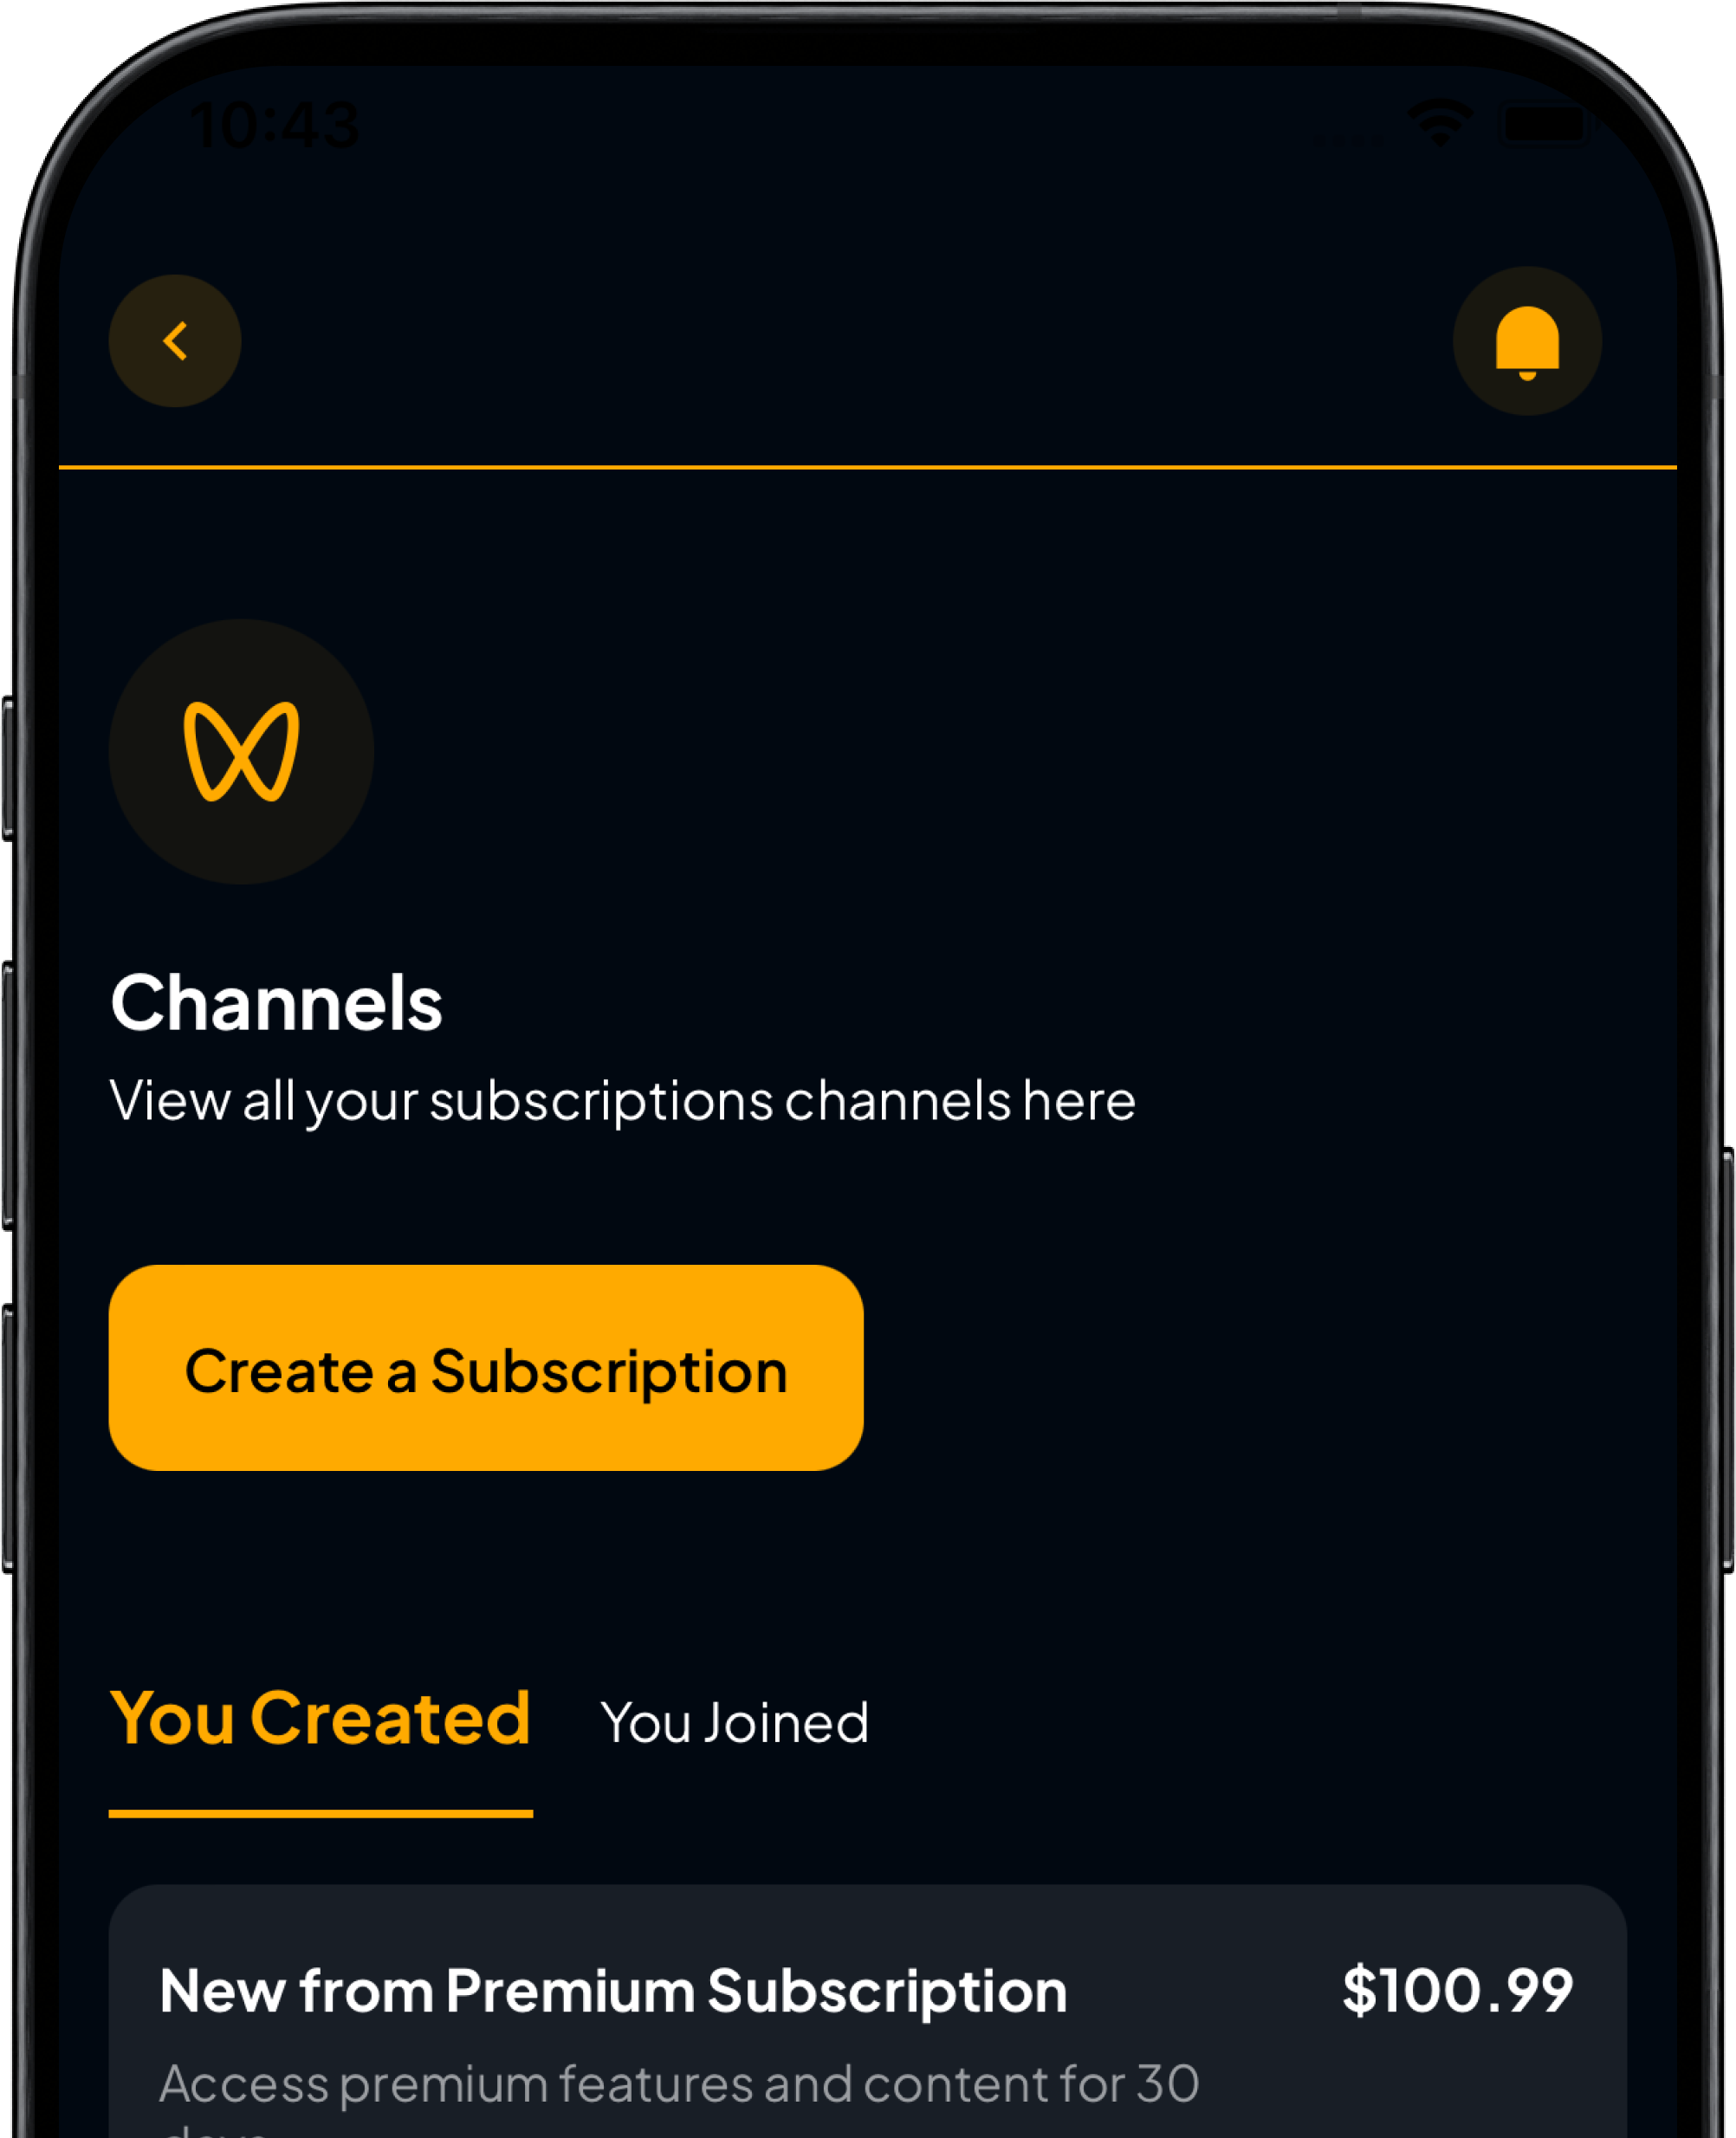 10:43
Channels
View all your subscriptions channels here
Create a Subscription
You Created You Joined
New from Premium Subscription $100.99
Access premium features and content for 30